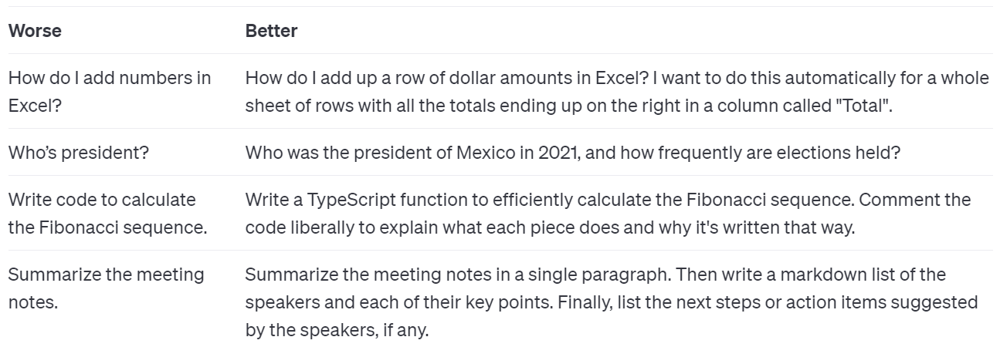 Worse Better
How do I add numbers in How do I add up a row of dollar amounts in Excel? I want to do this automatically for a whole
Excel? sheet of rows with all the totals ending up on the right in a column called "Total".
Who’s president? Who was the president of Mexico in 2021, and how frequently are elections held?
Write code to calculate Write a TypeScript function to efficiently calculate the Fibonacci sequence. Comment the
the Fibonacci sequence. code liberally to explain what each piece does and why it's written that way.
Summarize the meeting Summarize the meeting notes in a single paragraph. Then write a markdown list of the
notes. speakers and each of their key points. Finally, list the next steps or action items suggested
by the speakers, if any.